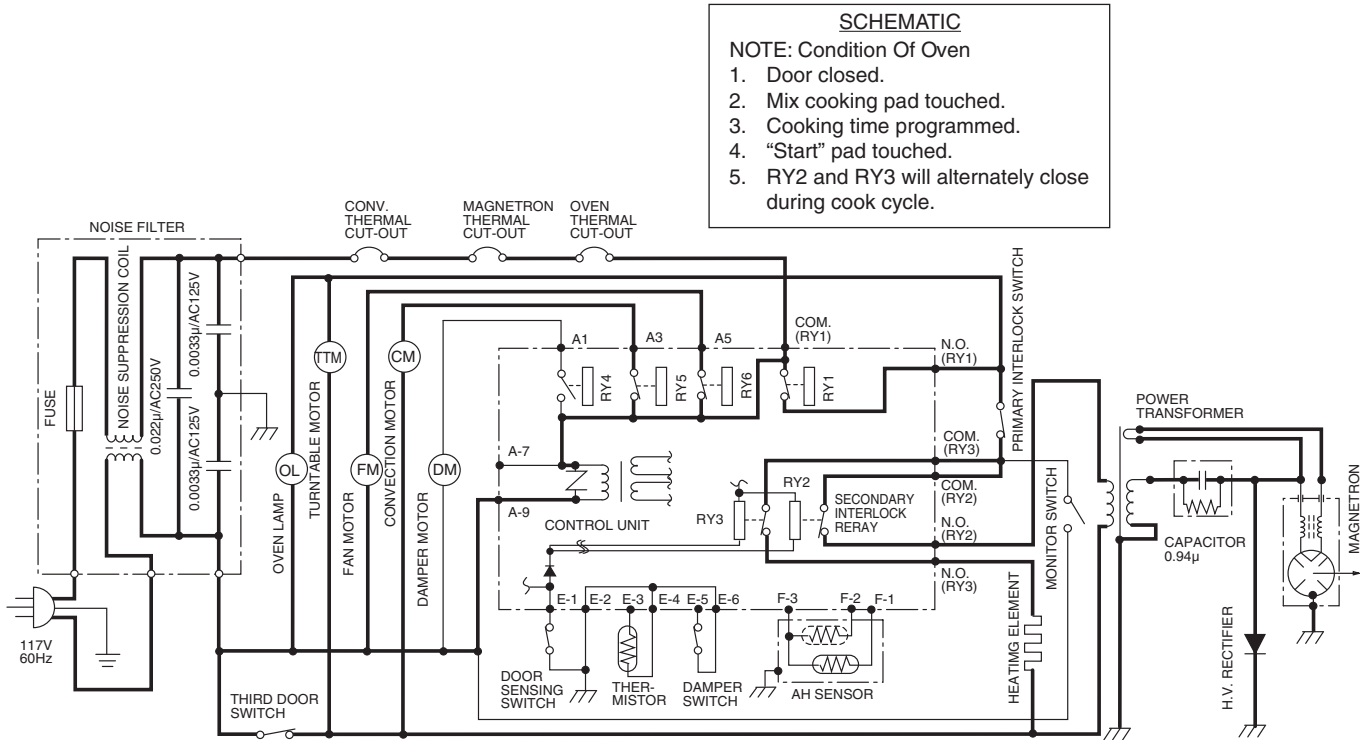 SCHEMATIC
NOTE: Condition Of Oven
1. Door closed.
2. Mix cooking pad touched.
3. Cooking time programmed.
4. “Start” pad touched.
5. RY2 and RY3 will alternately close
during cook cycle.
NOISE FILTER
CONV.
THERMAL
CUT-OUT
MAGNETRON
THERMAL
CUT-OUT
OVEN
THERMAL
CUT-OUT
FUSE
NOISE SUPPRESSION COIL
0.022µ/AC250V
0.0033µ/AC125V
0.0033µ/AC125V
117V
60Hz
OL
OVEN LAMP
TTM
TURNTABLE MOTOR
FM
FAN MOTOR
CM
CONVECTION MOTOR
DM
DAMPER MOTOR
A1
A3
A5
COM.
(RY1)
N.O.
(RY1)
RY4
RY5
RY6
RY1
PRIMARY INTERLOCK SWITCH
A-7
A-9
CONTROL UNIT
RY3
RY2
SECONDARY
INTERLOCK
RERAY
COM.
(RY3)
COM.
(RY2)
N.O.
(RY2)
N.O.
(RY3)
MONITOR SWITCH
E-1
E-2
E-3
E-4
E-5
E-6
F-3
F-2
F-1
DOOR
SENSING
SWITCH
THER-
MISTOR
DAMPER
SWITCH
AH SENSOR
HEATIMG ELEMENT
THIRD DOOR
SWITCH
POWER
TRANSFORMER
CAPACITOR
0.94µ
H.V. RECTIFIER
MAGNETRON